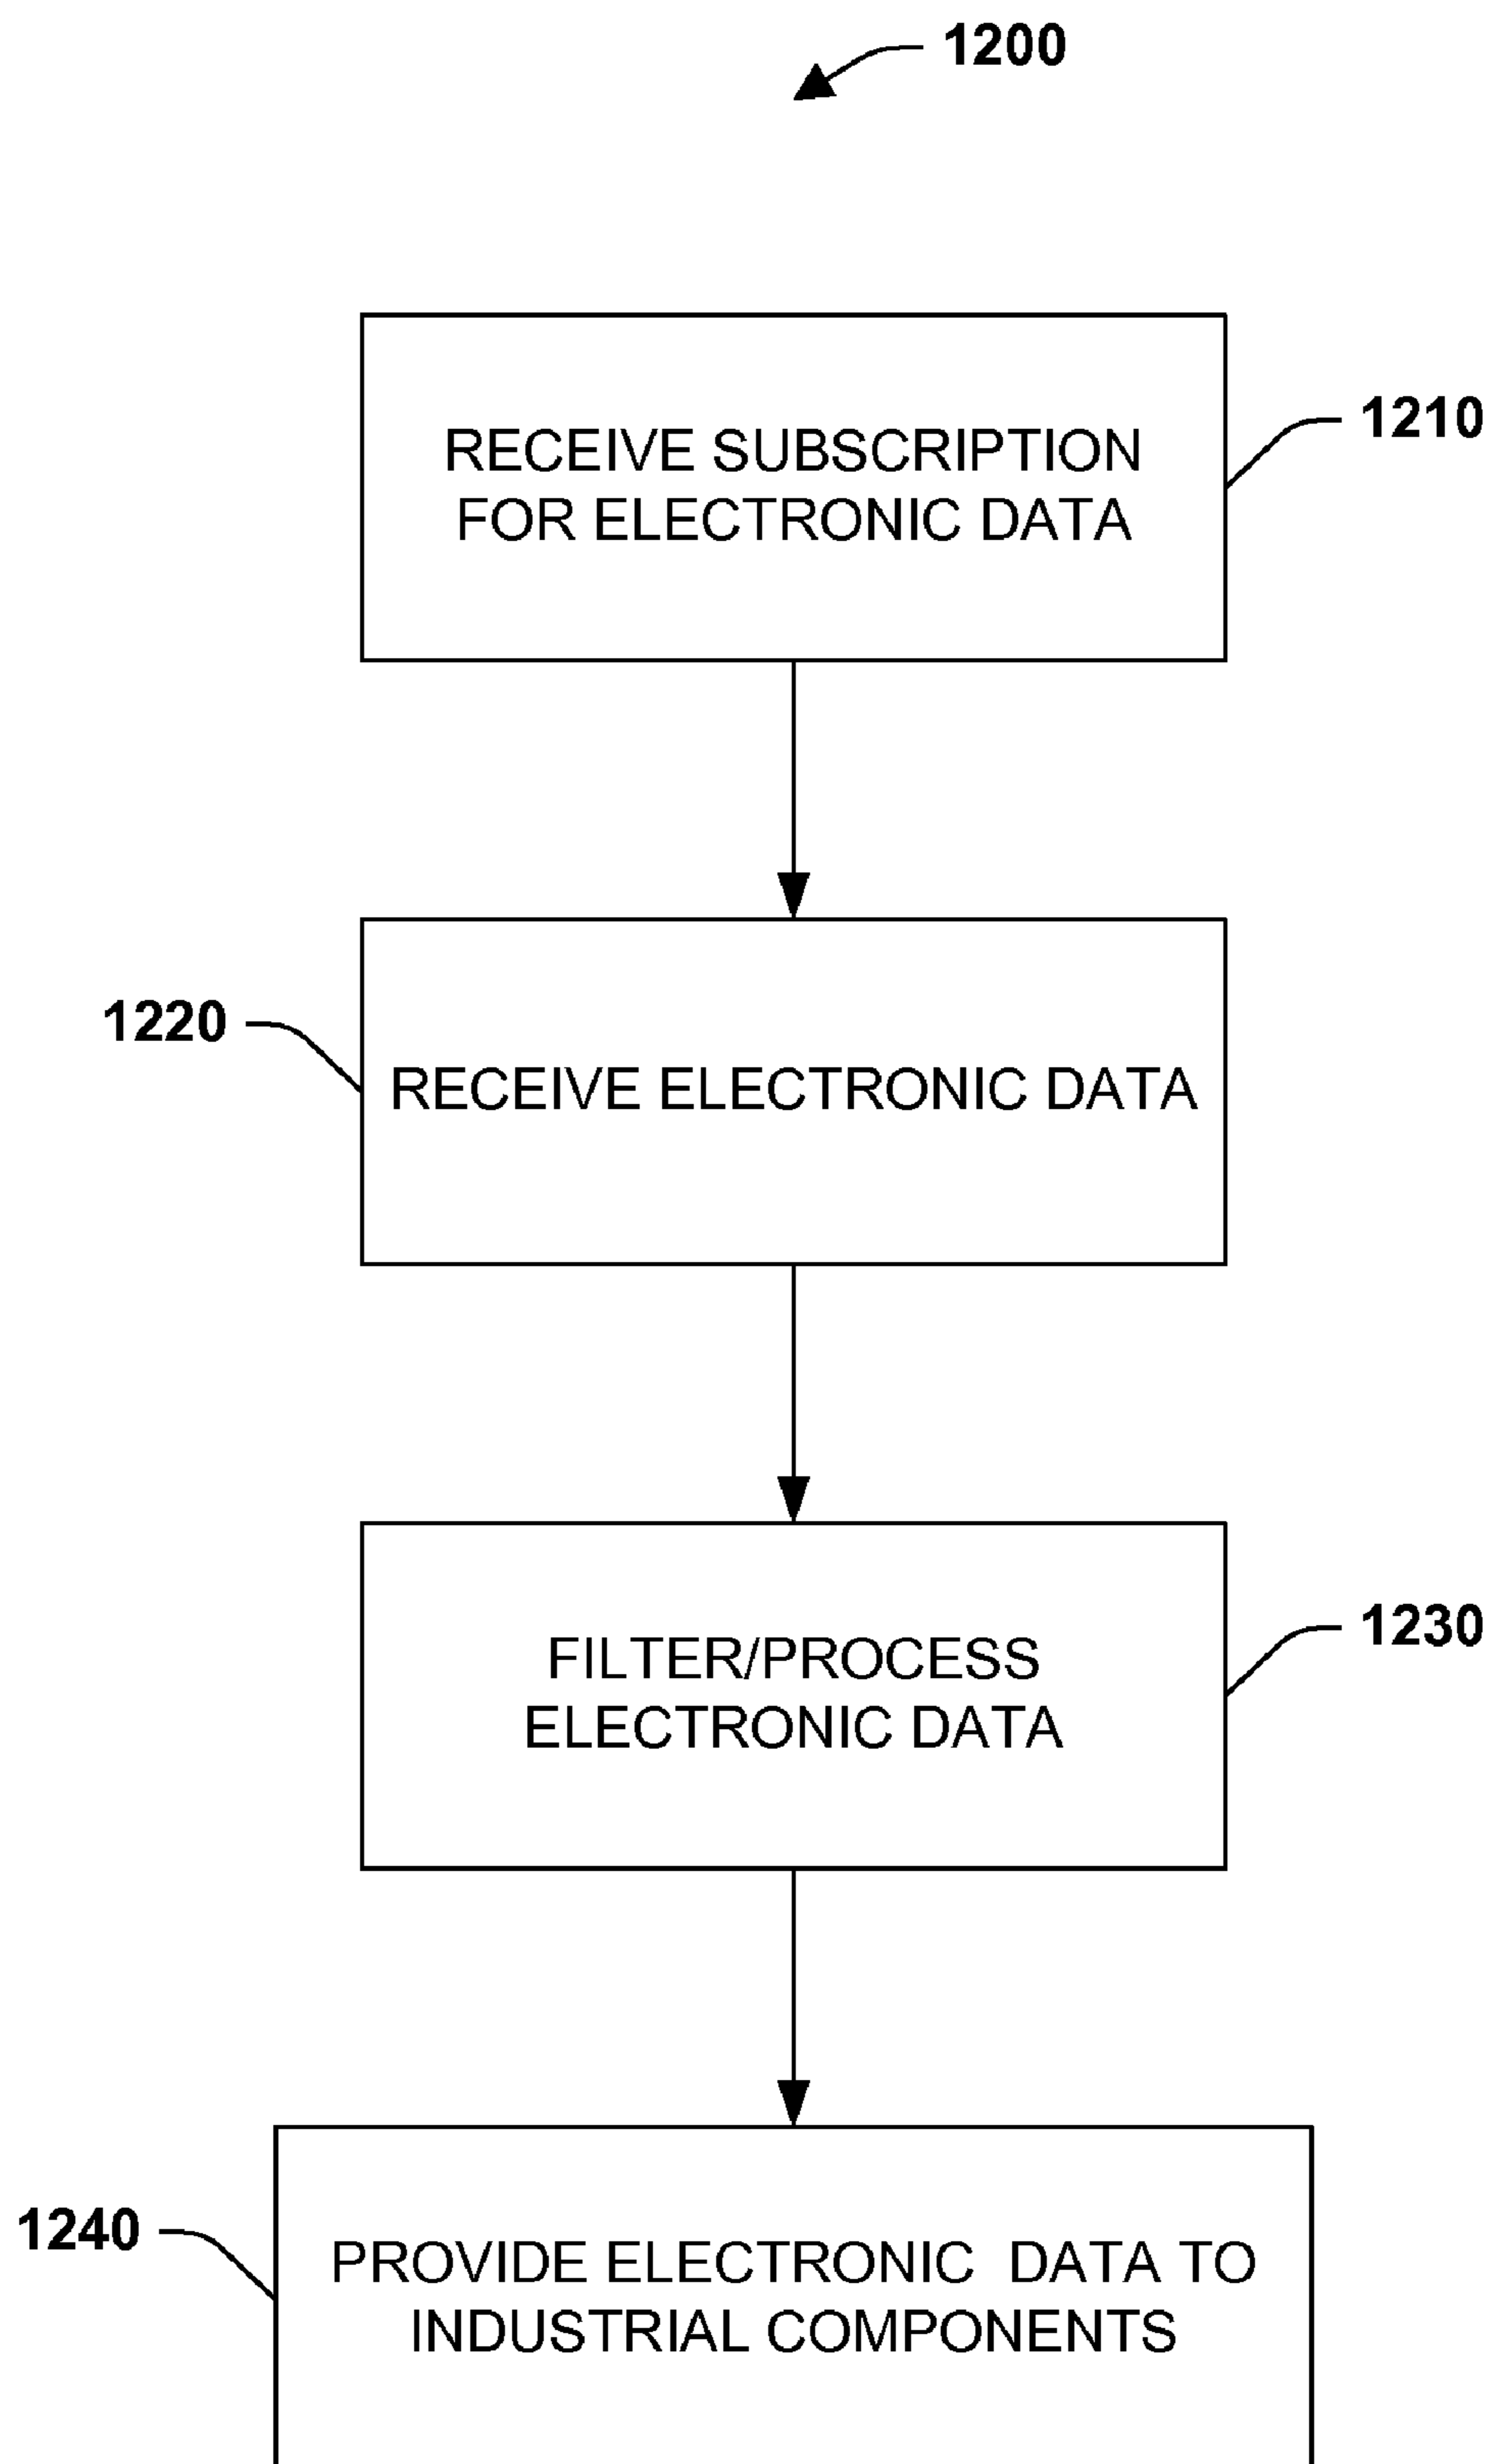 1200
RECEIVE SUBSCRIPTION
FOR ELECTRONIC DATA
1210
1220
RECEIVE ELECTRONIC DATA
FILTER/PROCESS
ELECTRONIC DATA
1230
1240
PROVIDE ELECTRONIC DATA TO
INDUSTRIAL COMPONENTS